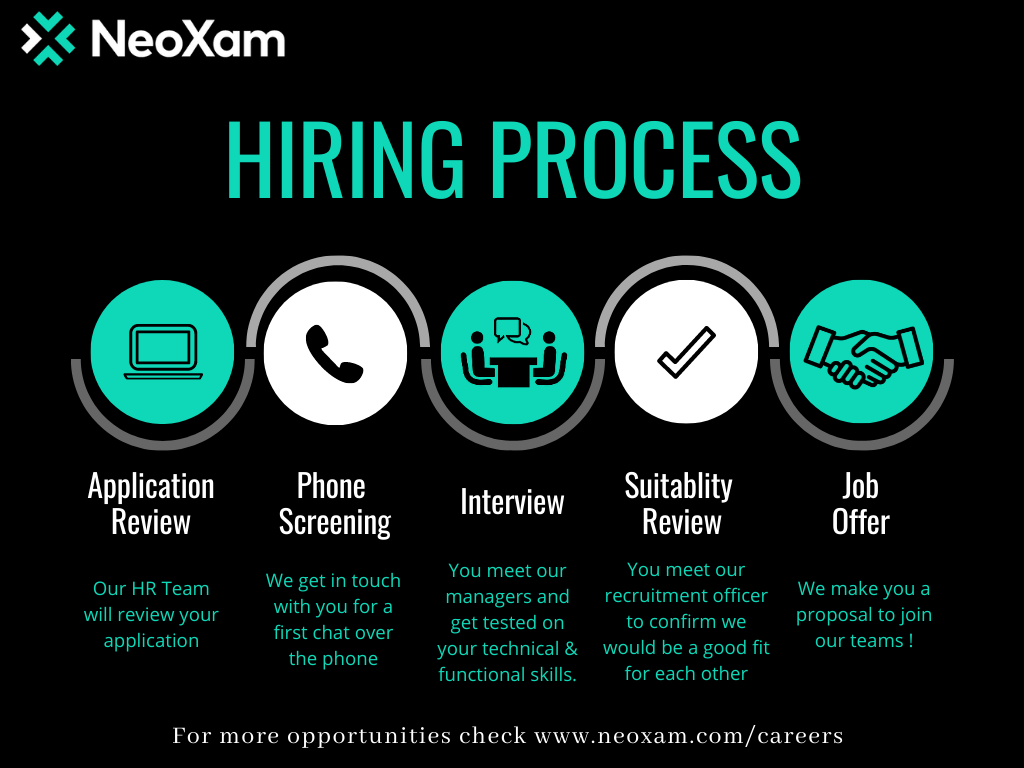 NeoXam
HIRING PROCESS
Application
Review
Our HR Team
will review your
application
Phone
Screening
We get in touch
with you for a
first chat over
the phone
Interview
You meet our
managers and
get tested on
your technical &
functional skills.
Suitablity
Review
You meet our
recruitment officer
to confirm we
would be a good fit
for each other
Job
Offer
We make you a
proposal to join
our teams !
For more opportunities check www.neoxam.com/careers